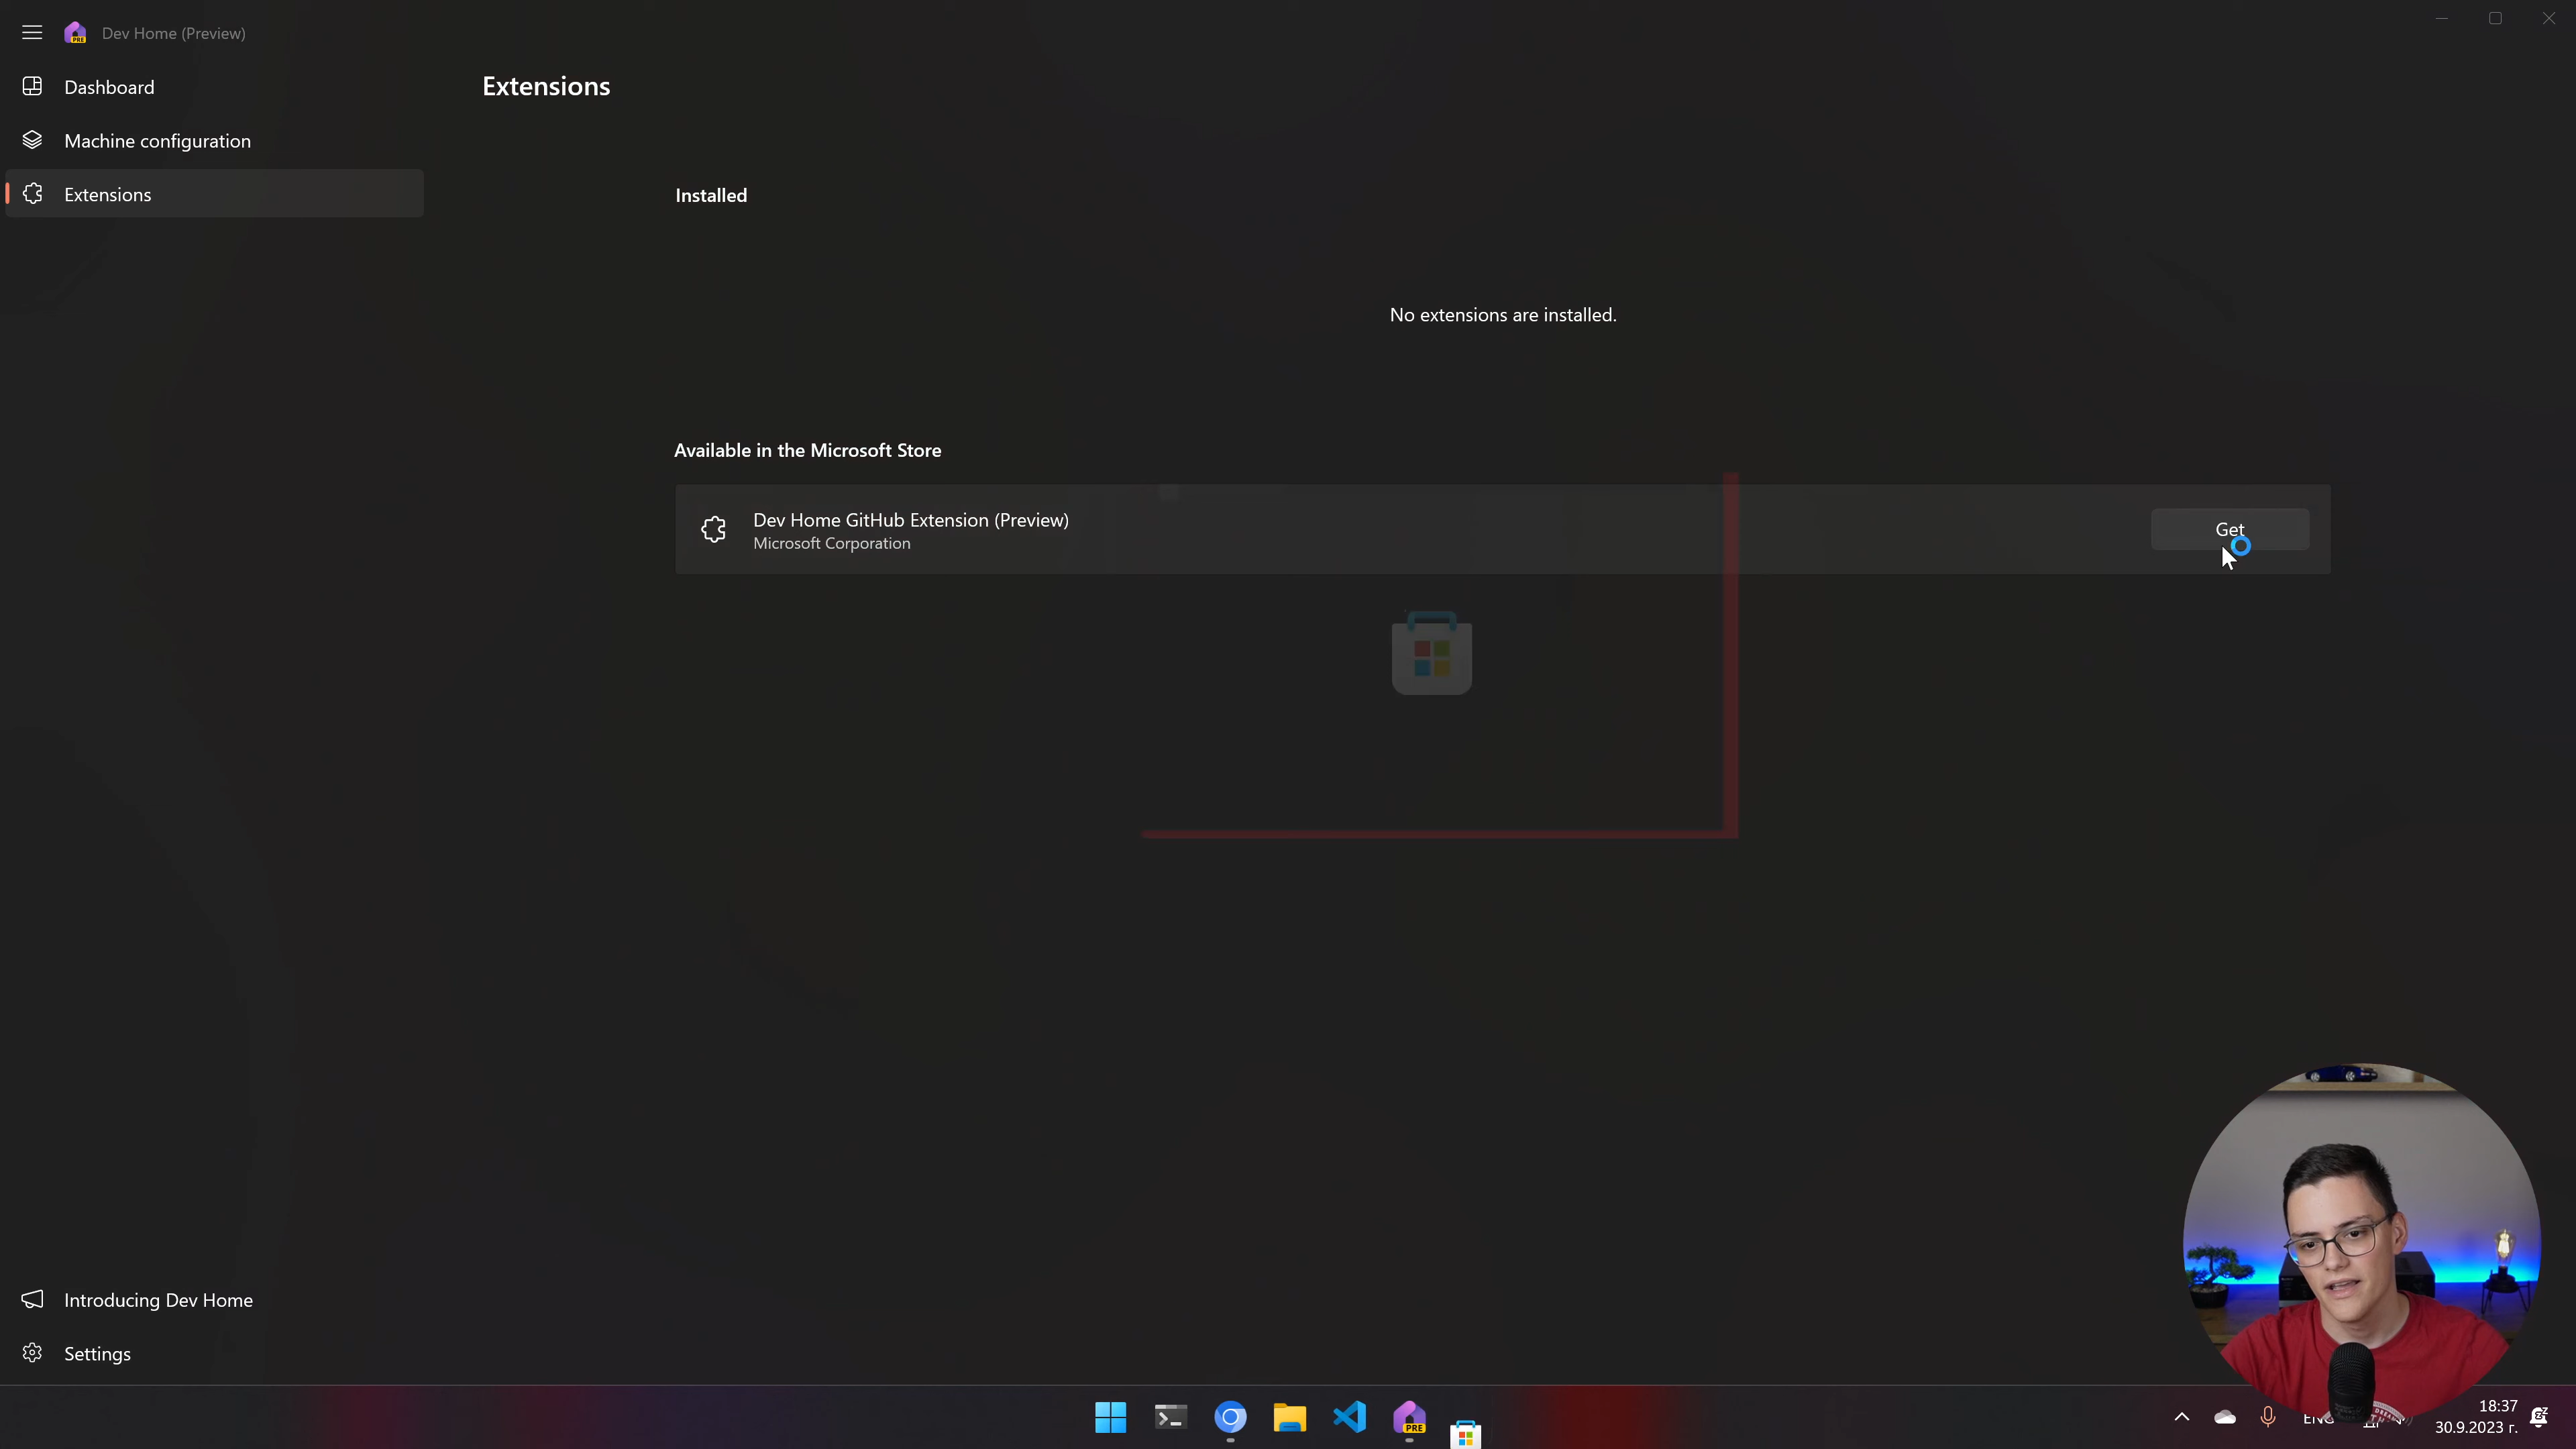 Dev Home (Preview)
Dashboard
Machine configuration
Extensions
Extensions
Installed
No extensions are installed.
Available in the Microsoft Store
Dev Home GitHub Extension (Preview)
Microsoft Corporation
Get
Introducing Dev Home
Settings
PRE
18:37
30.9.2023 г.